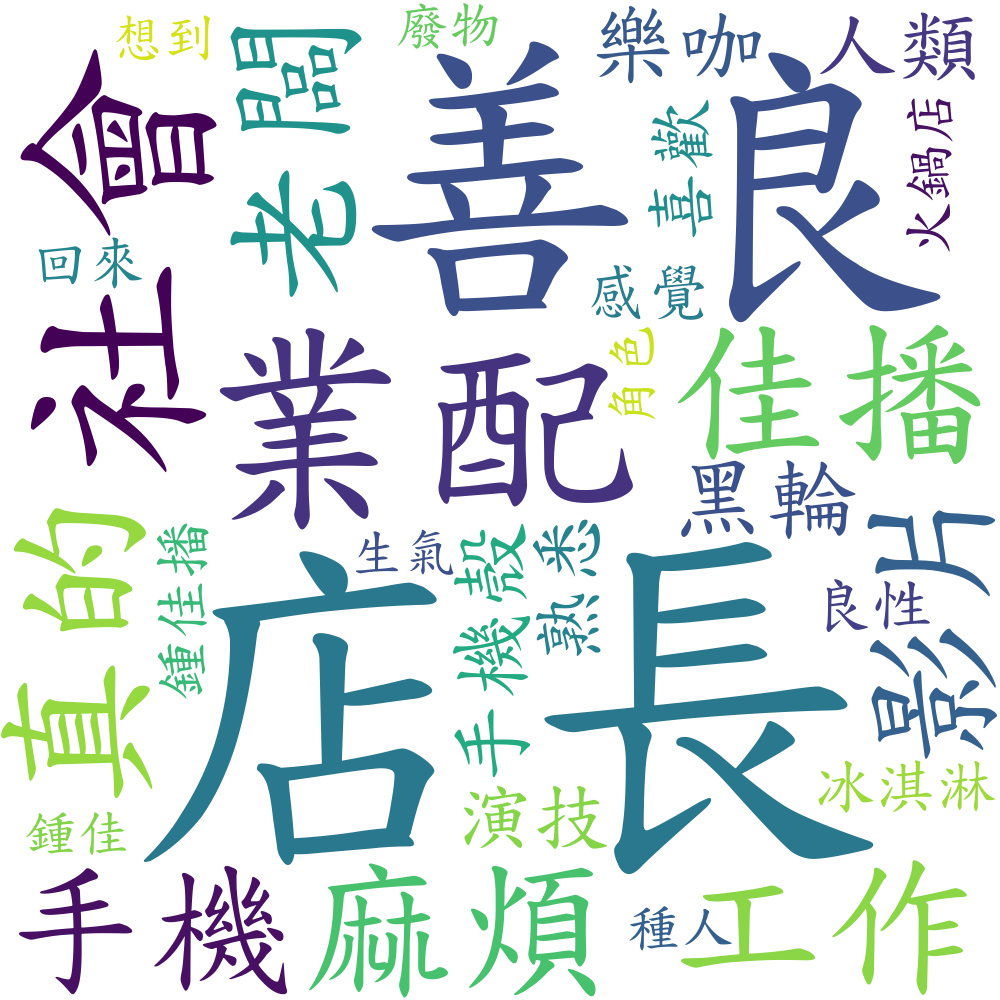 想到
廢物
樂咖
人類
社會
老闆
善良
喜歡
火鍋店
回來
感覺
業配
角色
佳播
黑輪
真的
鍾佳播
生氣
手機殼
熟悉
影片
良性
店長
冰淇淋
演技
鍾佳
手機
麻煩
種人
工作